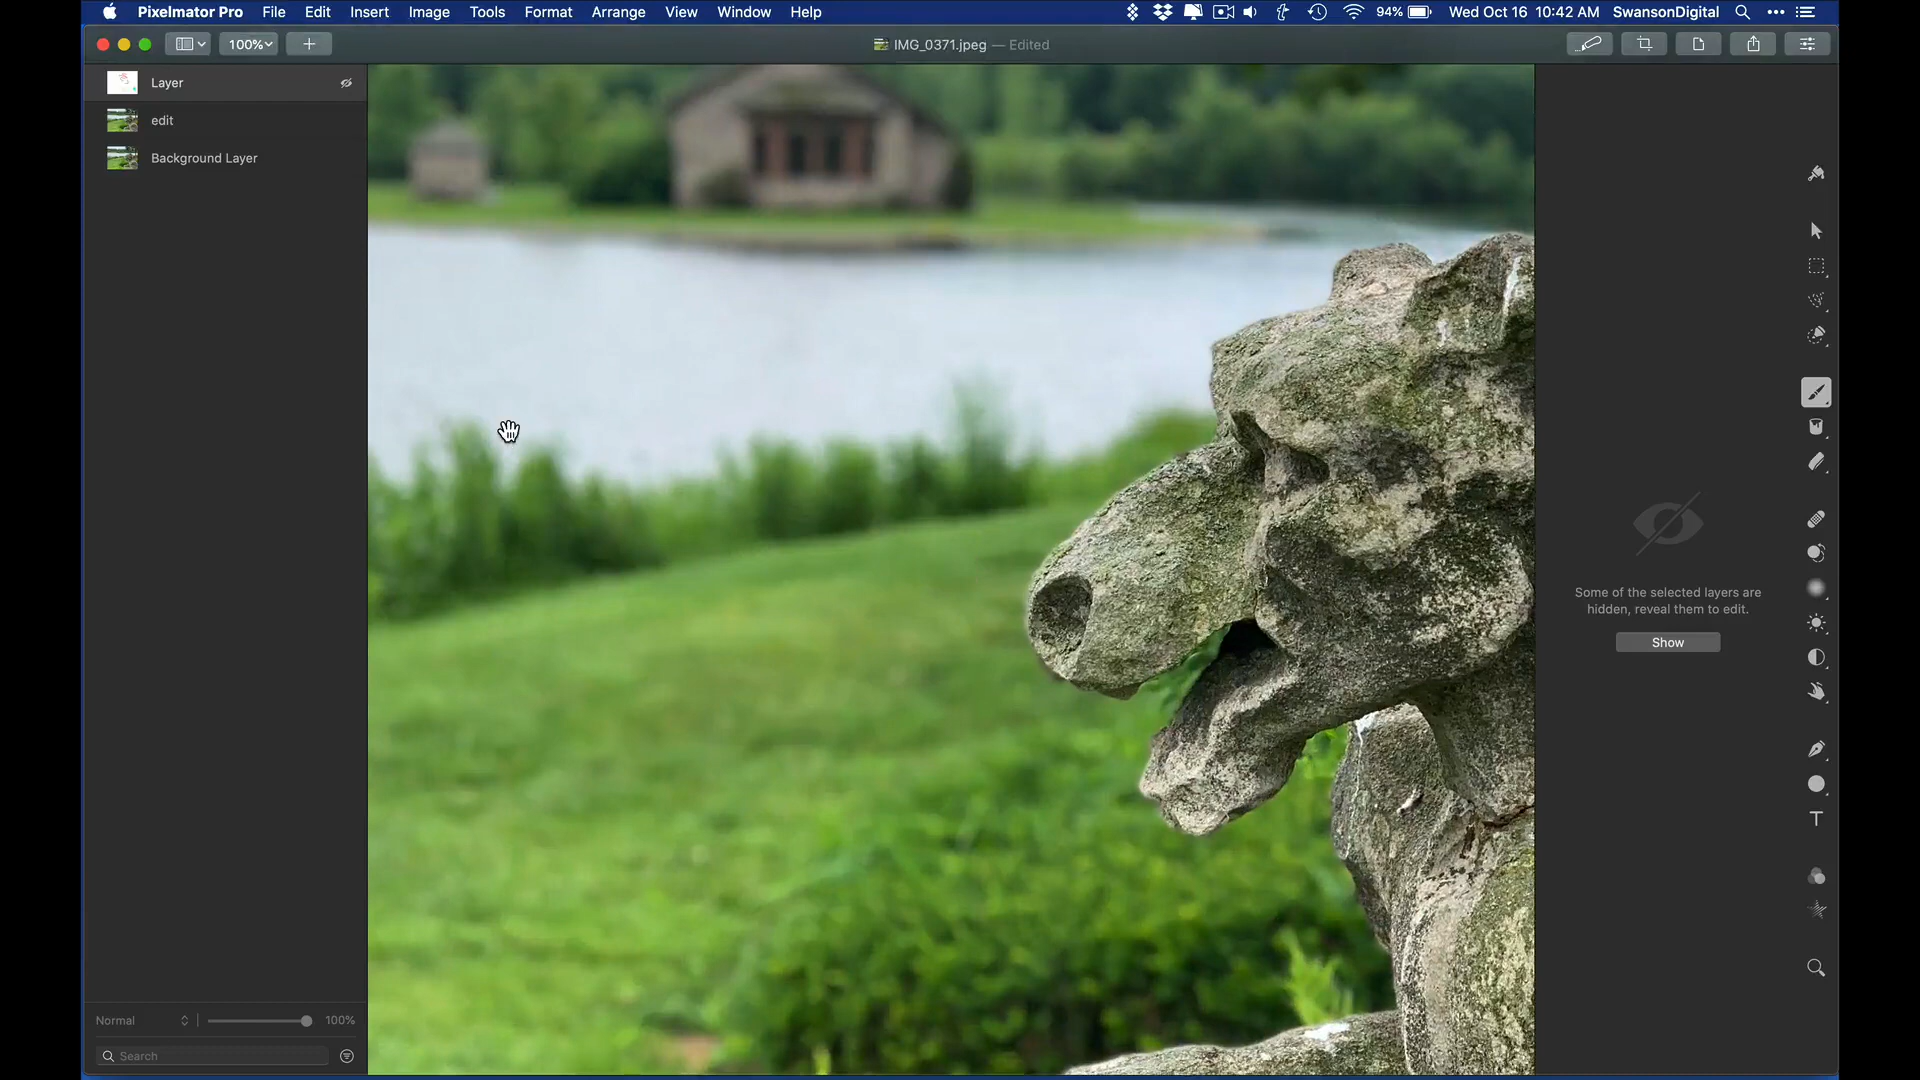 Pixelmator Pro File Edit Insert Image Tools Format Arrange View Window Help 94% Wed Oct 16 10:42 AM SwansonDigital
100% IMG_0371.jpeg — Edited
Layer
edit
Background Layer
Some of the selected layers are
hidden, reveal them to edit.
Show
T
Normal 100%
Search